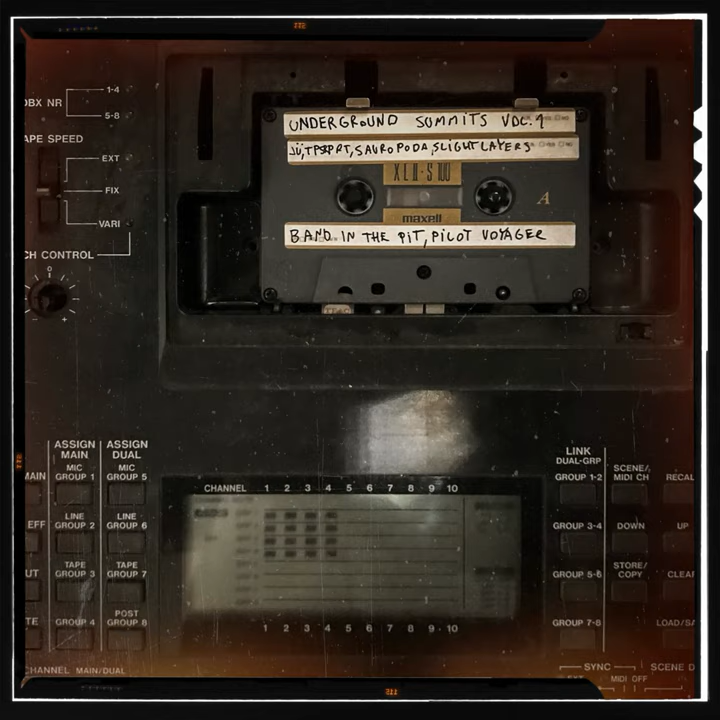 DBX NR
1-4
5-8
APE SPEED
EXT
FIX
VARI
CH CONTROL
0
UNDERGROUND SUMMITS VOL.1
JÜ, TPSPRT, SAUROPODA, SLIGHT LAYERS
XLII-S 100
A
maxell
BAND IN THE PIT, PILOT VOYAGER
ASSIGN MAIN
ASSIGN DUAL
MAIN
MIC GROUP 1
MIC GROUP 5
EFF
LINE GROUP 2
LINE GROUP 6
UT
TAPE GROUP 3
TAPE GROUP 7
TE
GROUP 4
POST GROUP 8
CHANNEL MAIN/DUAL
CHANNEL 1 2 3 4 5 6 7 8 9 10
1 2 3 4 5 6 7 8 9 10
LINK
DUAL-GRP
GROUP 1-2
SCENE/
MIDI CH
RECAL
GROUP 3-4
DOWN
UP
GROUP 5-6
STORE/
COPY
CLEAR
GROUP 7-8
LOAD/SA
SYNC
SCENE D
EXT
MIDI OFF